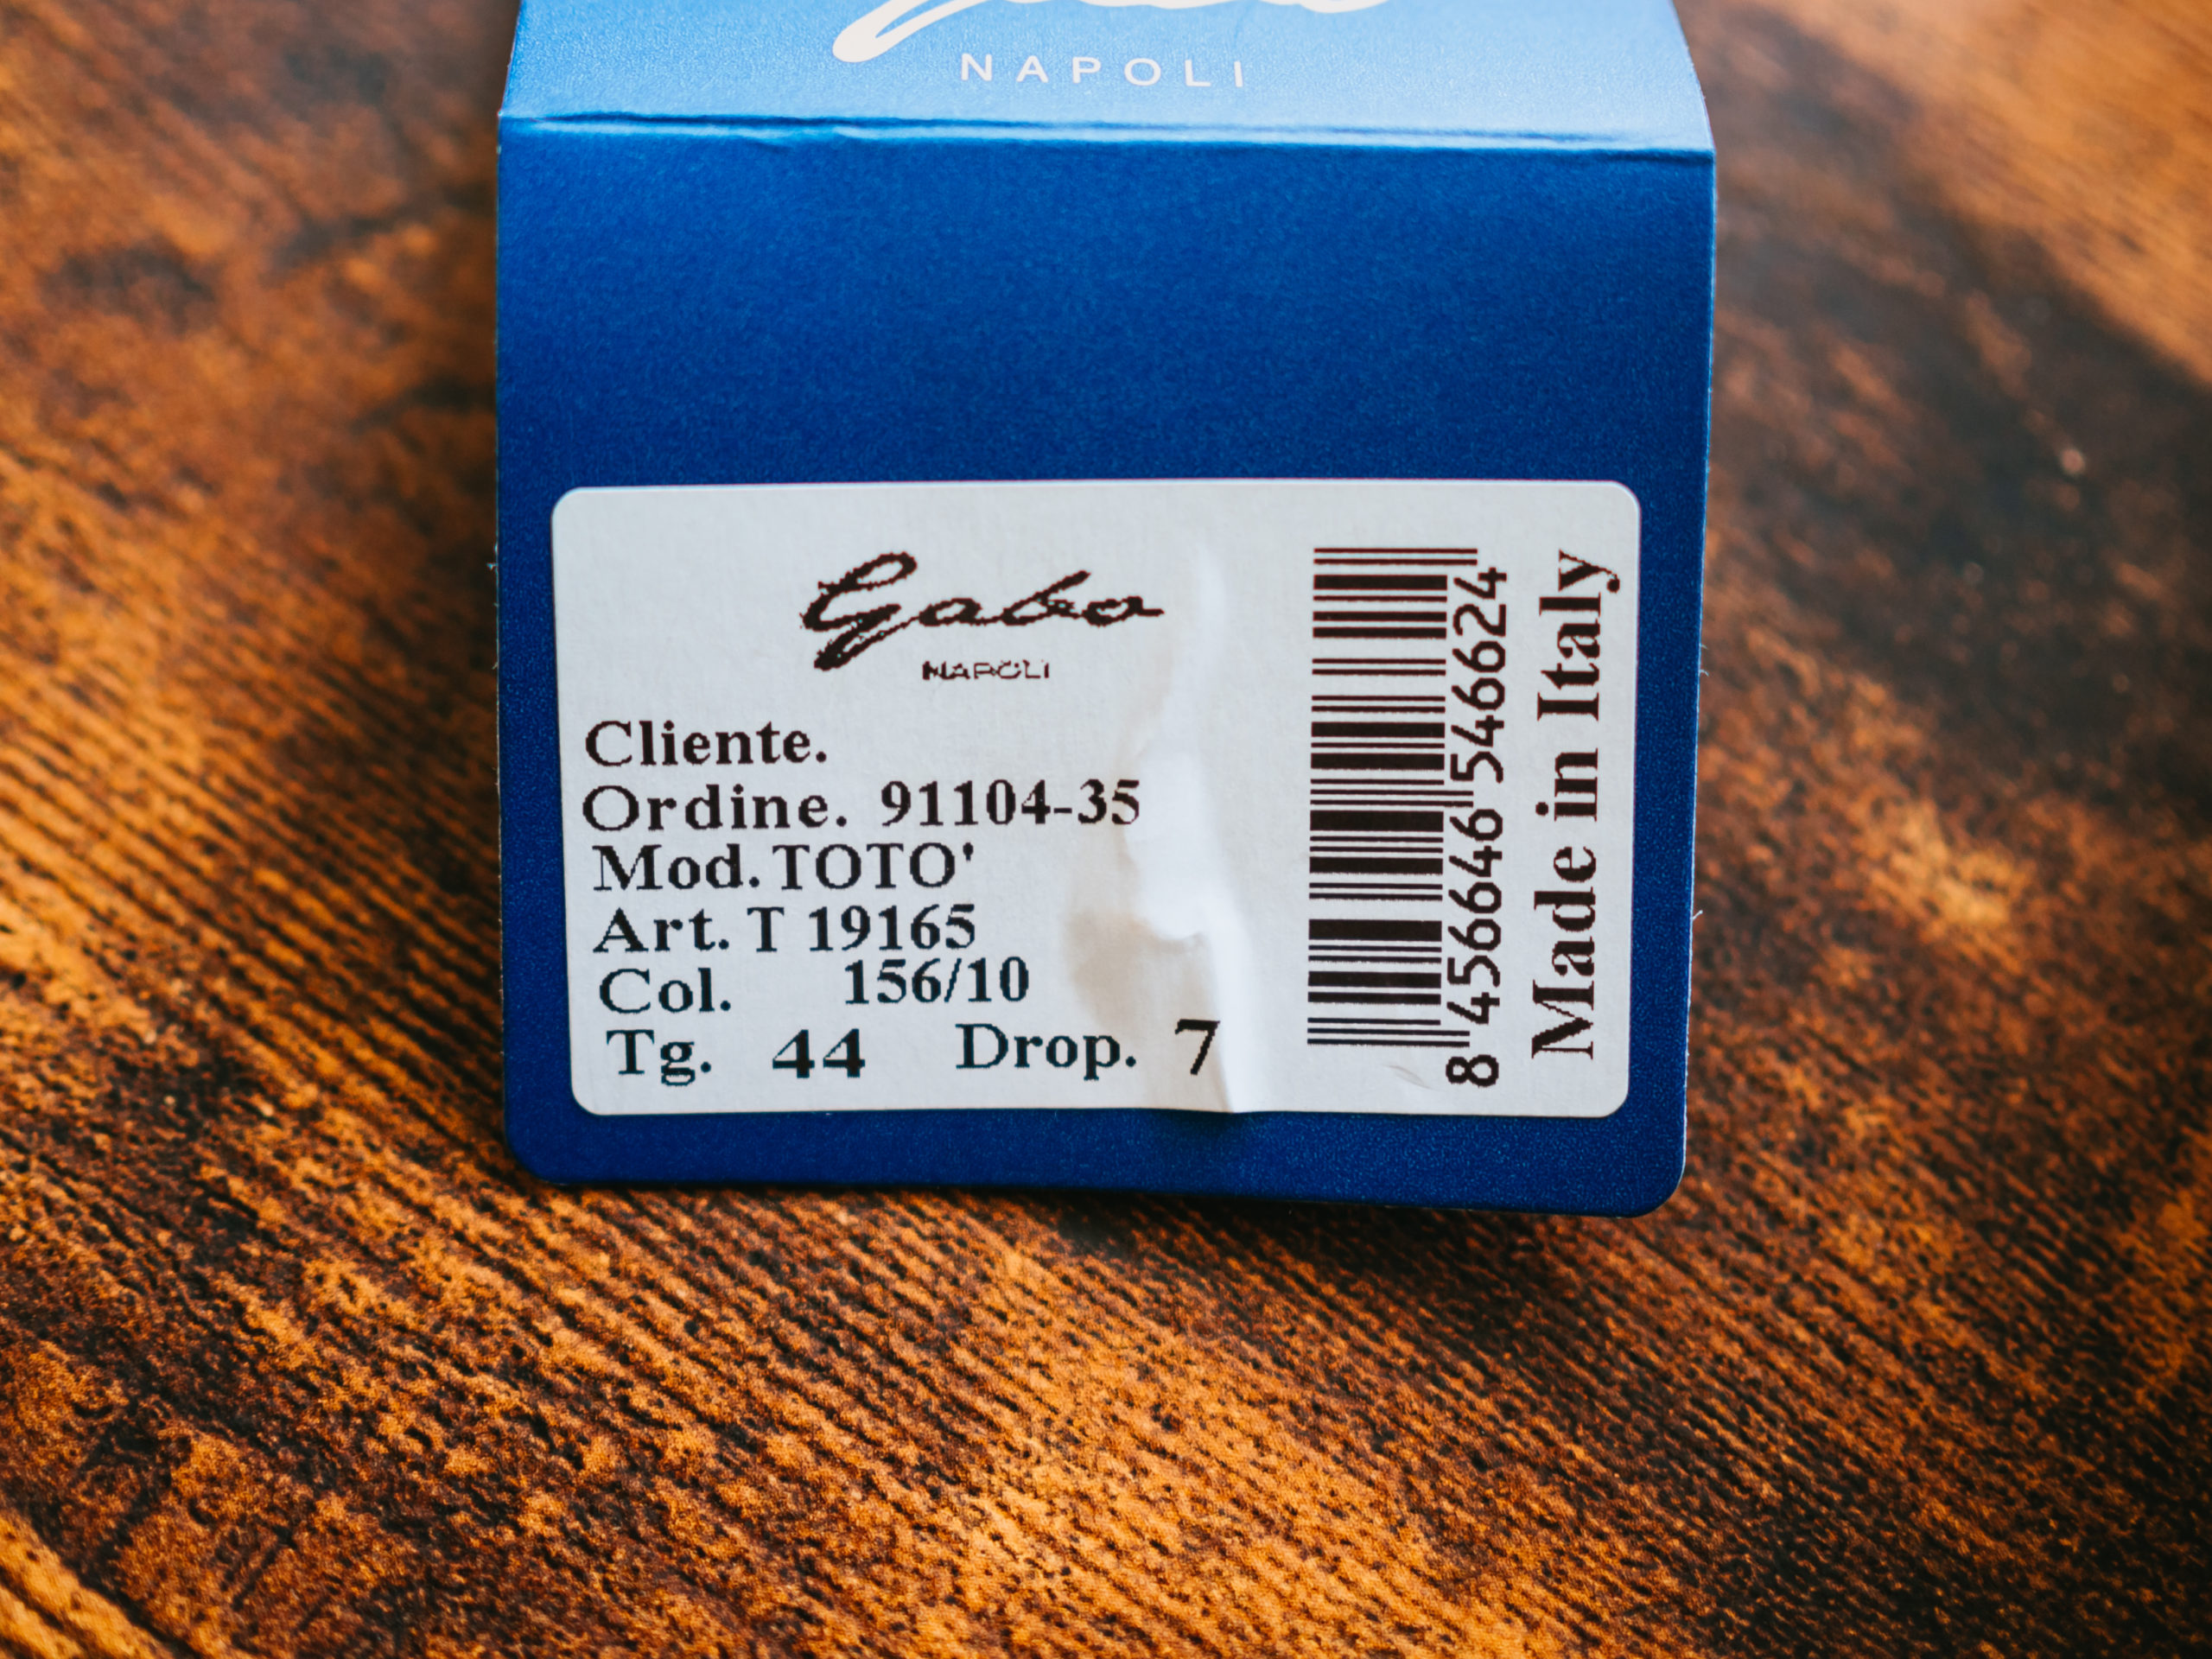 NAPOLI
Gabo
NAPOLI
Cliente.
Ordine. 91104-35
Mod. TOTO'
Art. T 19165
Col. 156/10
Tg. 44 Drop. 7
8 456646 546624
Made in Italy